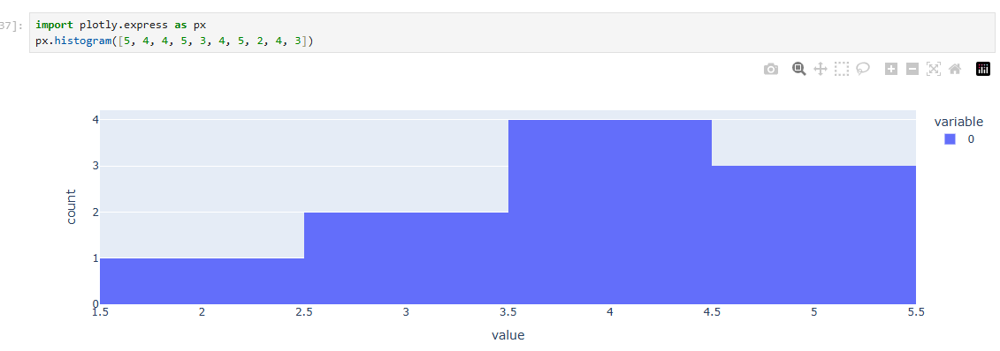 37]:
import plotly.express as px
px.histogram([5, 4, 4, 5, 3, 4, 5, 2, 4, 3])
variable
0
4
3
2
1
0
count
1.5 2 2.5 3 3.5 4 4.5 5 5.5
value